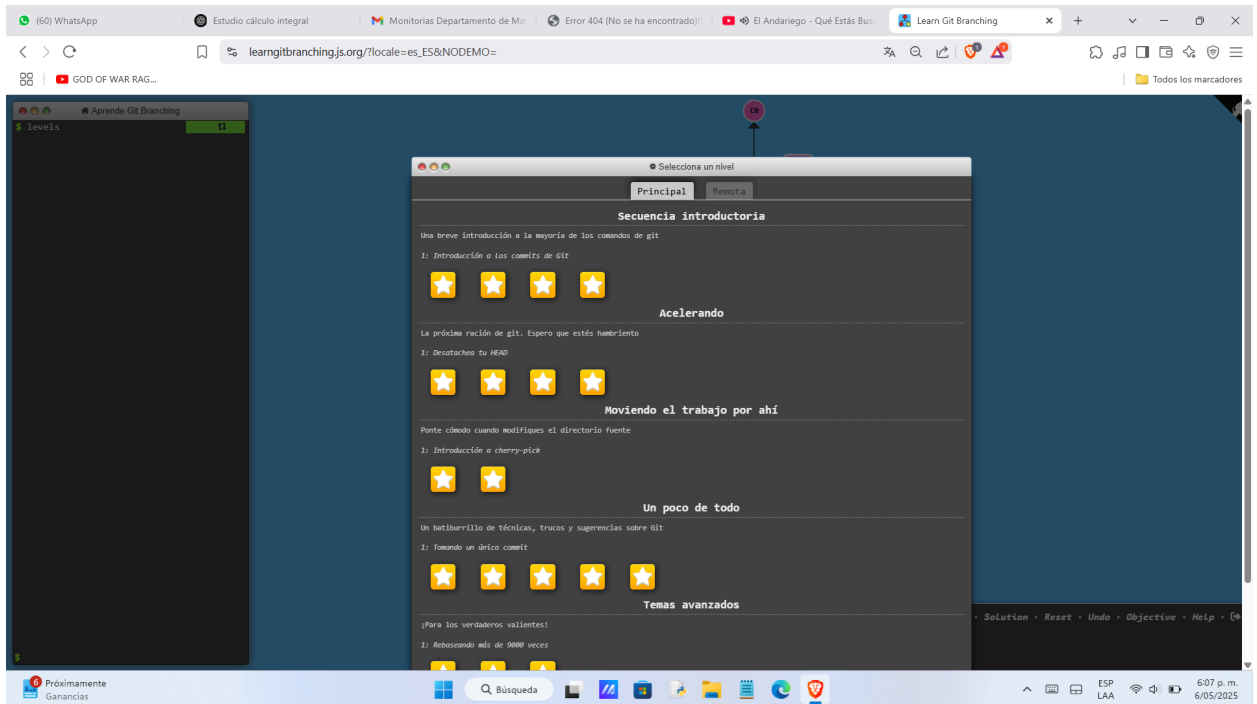 (60) WhatsApp
Estudio cálculo integral
Monitorias Departamento de Mat
Error 404 (No se ha encontrado)!
El Andariego - Qué Estás Bus
Learn Git Branching
learngitbranching.js.org/?locale=es_ES&NODEMO=
GOD OF WAR RAG...
Todos los marcadores
Aprende Git Branching
$ levels
$
C0
Selecciona un nivel
Principal
Remota
Secuencia introductoria
Una breve introducción a la mayoría de los comandos de git
1: Introducción a los commits de Git
Acelerando
La próxima ración de git. Espero que estés hambriento
1: Desatachea tu HEAD
Moviendo el trabajo por ahí
Ponte cómodo cuando modifiques el directorio fuente
1: Introducción a cherry-pick
Un poco de todo
Un batiburrillo de técnicas, trucos y sugerencias sobre Git
1: Tomando un único commit
Temas avanzados
¡Para los verdaderos valientes!
1: Rebaseando más de 9000 veces
· Solution · Reset · Undo · Objective · Help ·
6
Próximamente
Ganancias
Búsqueda
ESP
LAA
6:07 p. m.
6/05/2025